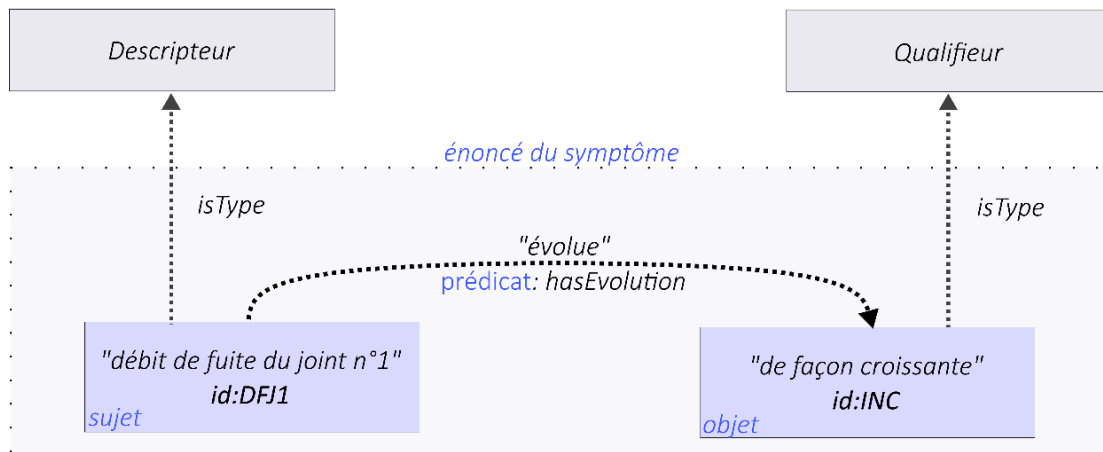 Descripteur
Qualifieur
énoncé du symptôme
isType
isType
"évolue"
prédicat: hasEvolution
"débit de fuite du joint n°1"
id:DFJ1
sujet
"de façon croissante"
id:INC
objet